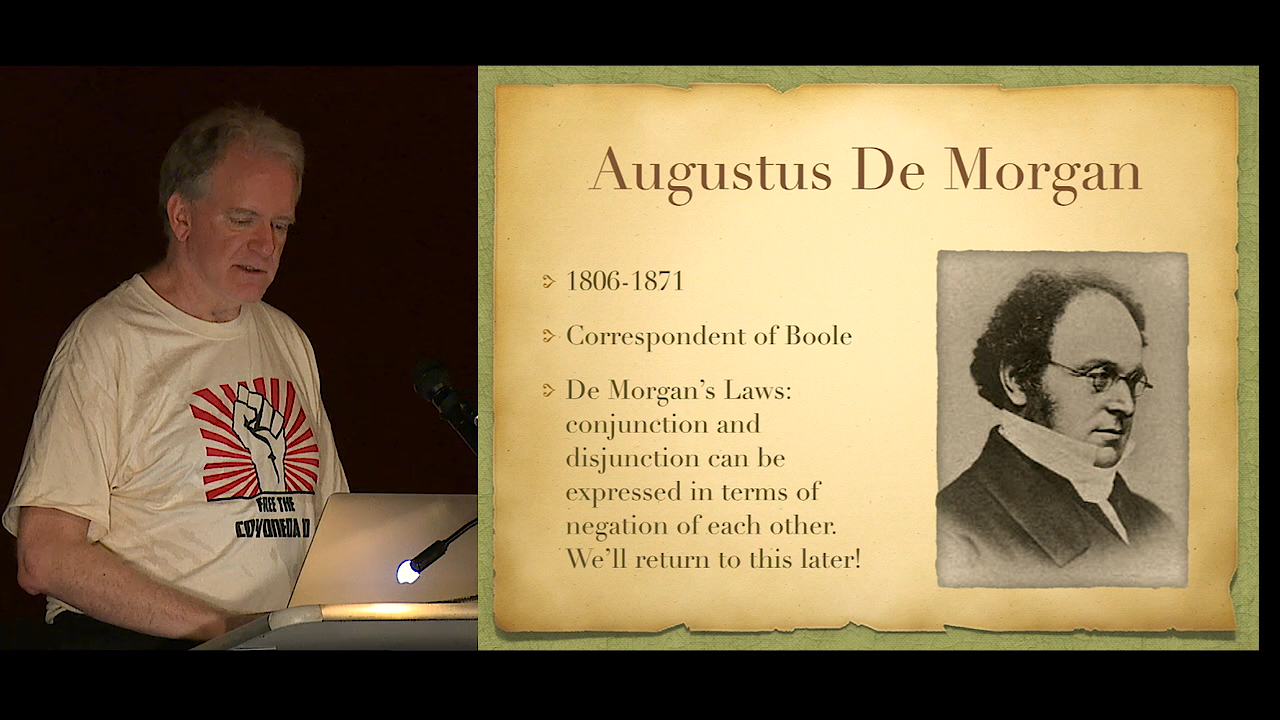 FREE THE
COYONEDA 
Augustus De Morgan
1806-1871
Correspondent of Boole
De Morgan’s Laws:
conjunction and
disjunction can be
expressed in terms of
negation of each other.
We’ll return to this later!